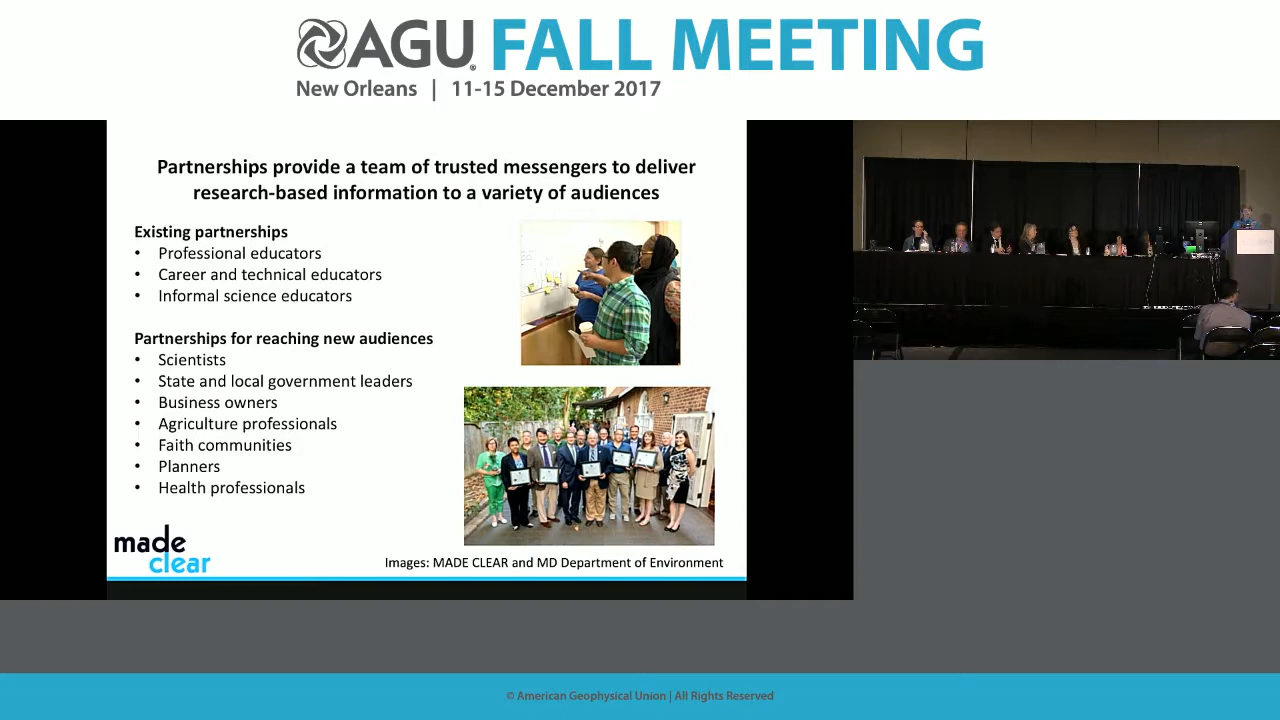 AGU FALL MEETING
New Orleans | 11-15 December 2017
Partnerships provide a team of trusted messengers to deliver
research-based information to a variety of audiences
Existing partnerships
• Professional educators
• Career and technical educators
• Informal science educators
Partnerships for reaching new audiences
• Scientists
• State and local government leaders
• Business owners
• Agriculture professionals
• Faith communities
• Planners
• Health professionals
made
clear
Images: MADE CLEAR and MD Department of Environment
© American Geophysical Union | All Rights Reserved